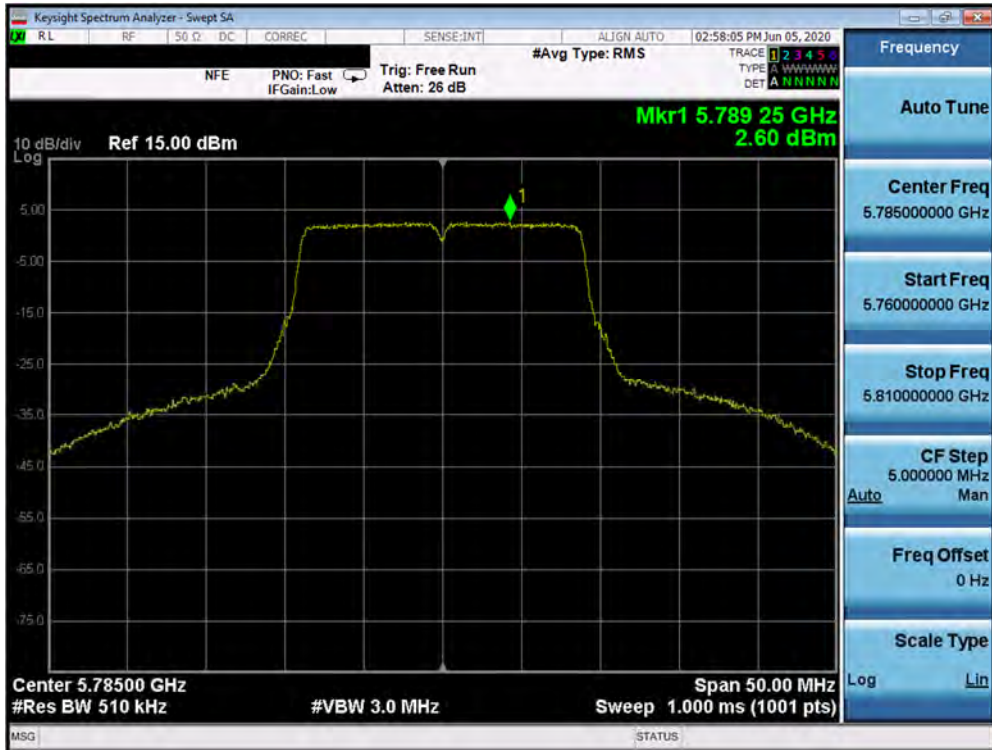 Keysight Spectrum Analyzer - Swept SA
LXI RL RF 50 Ω DC CORREC SENSE:INT ALIGN AUTO 02:58:05 PM Jun 05, 2020
NFE PNO: Fast Trig: Free Run #Avg Type: RMS TRACE 1 2 3 4 5 6
IFGain:Low Atten: 26 dB TYPE A WWWWW
DET A N N N N N
Mkr1 5.789 25 GHz
2.60 dBm
10 dB/div Ref 15.00 dBm
Log
1
5.00
-5.00
-15.0
-25.0
-35.0
-45.0
-55.0
-65.0
-75.0
Center 5.78500 GHz Span 50.00 MHz
#Res BW 510 kHz #VBW 3.0 MHz Sweep 1.000 ms (1001 pts)
MSG STATUS
Frequency
Auto Tune
Center Freq
5.785000000 GHz
Start Freq
5.760000000 GHz
Stop Freq
5.810000000 GHz
CF Step
5.000000 MHz
Auto Man
Freq Offset
0 Hz
Scale Type
Log Lin